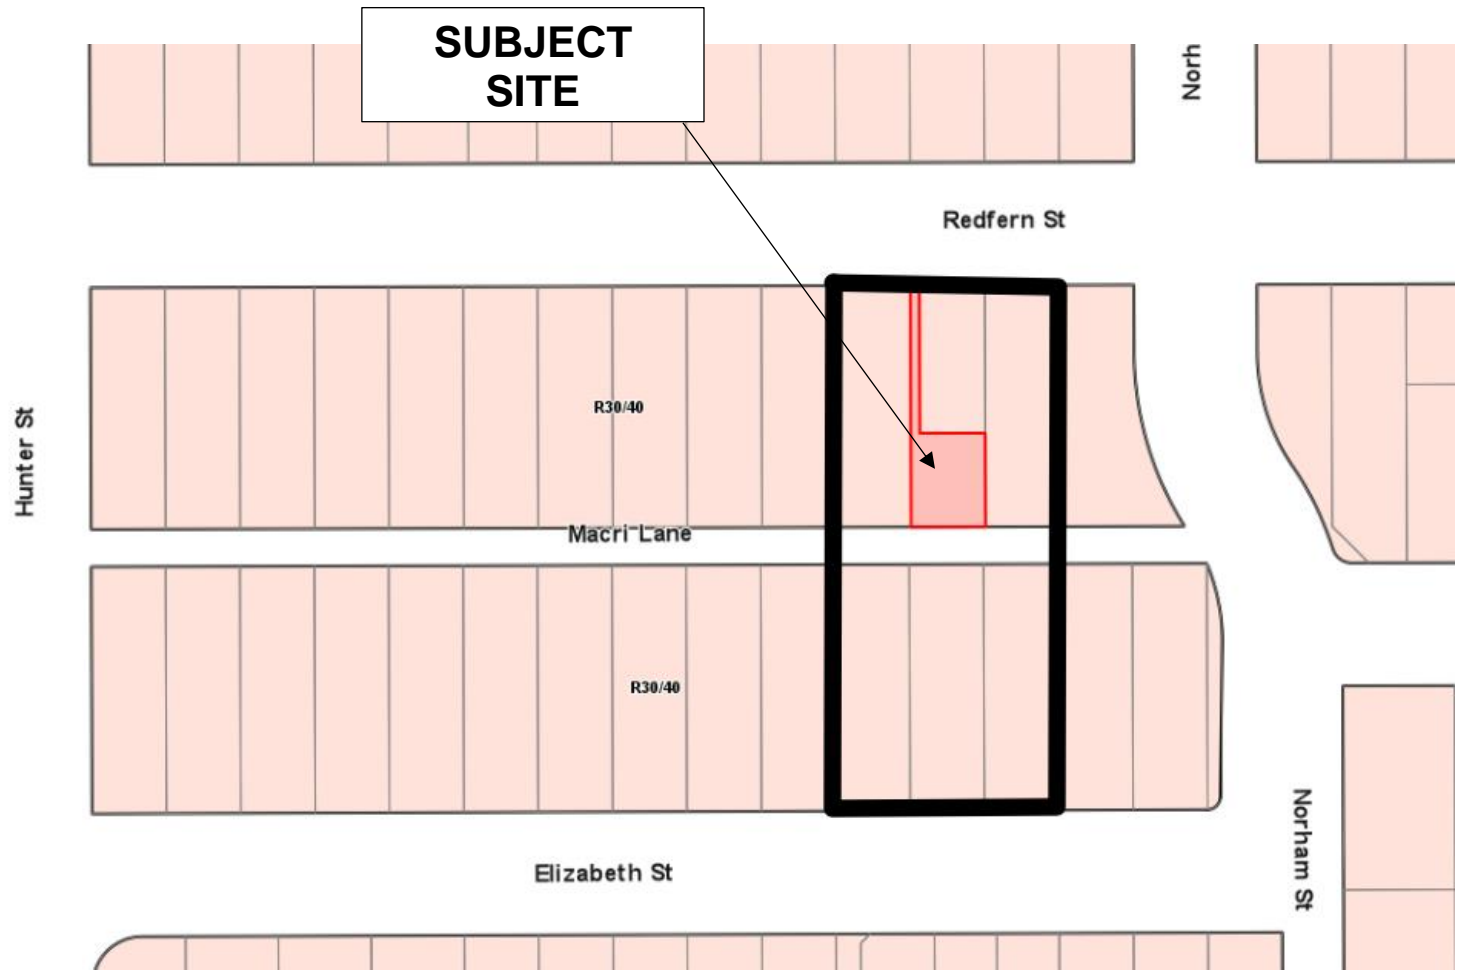 SUBJECT
SITE
Norh
Redfern St
R30/40
Hunter St
Macri Lane
R30/40
Norham St
Elizabeth St